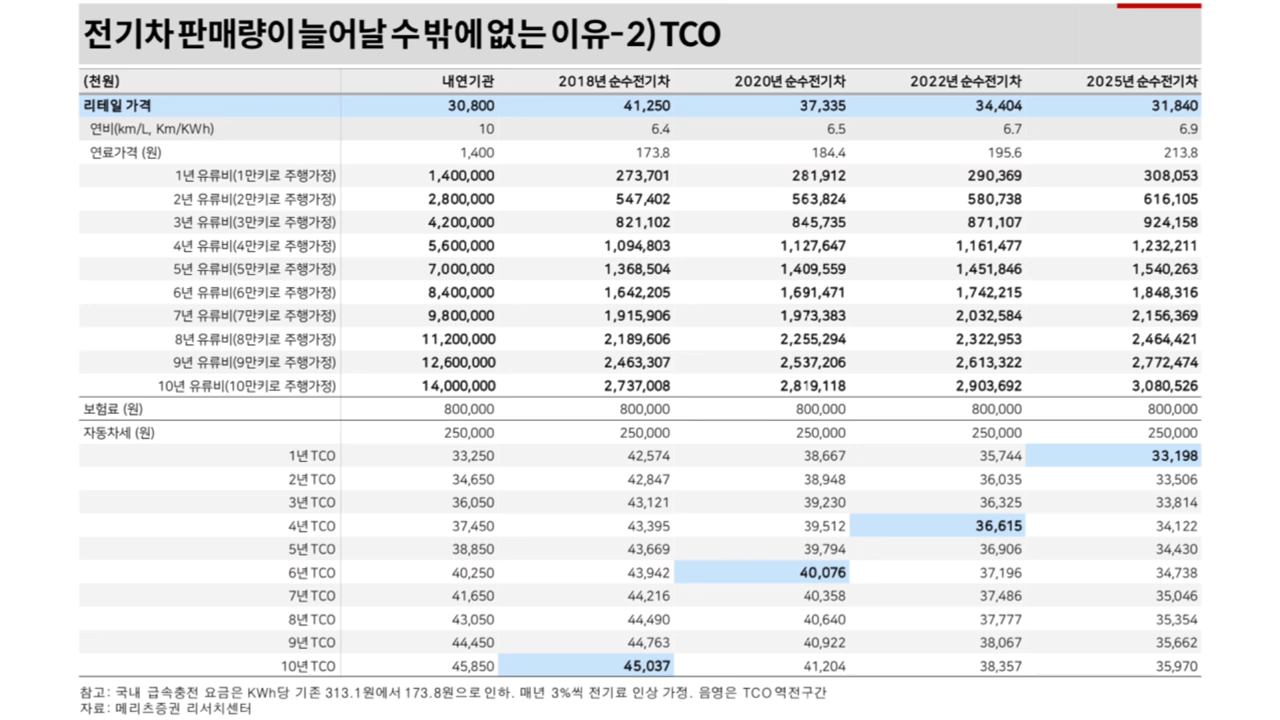 전기차 판매량이 늘어날 수 밖에 없는 이유-2) TCO
(천원) 내연기관 2018년 순수전기차 2020년 순수전기차 2022년 순수전기차 2025년 순수전기차
리테일 가격 30,800 41,250 37,335 34,404 31,840
연비(km/L, Km/KWh) 10 6.4 6.5 6.7 6.9
연료가격 (원) 1,400 173.8 184.4 195.6 213.8
1년 유류비(1만키로 주행가정) 1,400,000 273,701 281,912 290,369 308,053
2년 유류비(2만키로 주행가정) 2,800,000 547,402 563,824 580,738 616,105
3년 유류비(3만키로 주행가정) 4,200,000 821,102 845,735 871,107 924,158
4년 유류비(4만키로 주행가정) 5,600,000 1,094,803 1,127,647 1,161,477 1,232,211
5년 유류비(5만키로 주행가정) 7,000,000 1,368,504 1,409,559 1,451,846 1,540,263
6년 유류비(6만키로 주행가정) 8,400,000 1,642,205 1,691,471 1,742,215 1,848,316
7년 유류비(7만키로 주행가정) 9,800,000 1,915,906 1,973,383 2,032,584 2,156,369
8년 유류비(8만키로 주행가정) 11,200,000 2,189,606 2,255,294 2,322,953 2,464,421
9년 유류비(9만키로 주행가정) 12,600,000 2,463,307 2,537,206 2,613,322 2,772,474
10년 유류비(10만키로 주행가정) 14,000,000 2,737,008 2,819,118 2,903,692 3,080,526
보험료 (원) 800,000 800,000 800,000 800,000 800,000
자동차세 (원) 250,000 250,000 250,000 250,000 250,000
1년 TCO 33,250 42,574 38,667 35,744 33,198
2년 TCO 34,650 42,847 38,948 36,035 33,506
3년 TCO 36,050 43,121 39,230 36,325 33,814
4년 TCO 37,450 43,395 39,512 36,615 34,122
5년 TCO 38,850 43,669 39,794 36,906 34,430
6년 TCO 40,250 43,942 40,076 37,196 34,738
7년 TCO 41,650 44,216 40,358 37,486 35,046
8년 TCO 43,050 44,490 40,640 37,777 35,354
9년 TCO 44,450 44,763 40,922 38,067 35,662
10년 TCO 45,850 45,037 41,204 38,357 35,970
참고: 국내 급속충전 요금은 KWh당 기존 313.1원에서 173.8원으로 인하. 매년 3%씩 전기료 인상 가정. 음영은 TCO 역전구간
자료: 메리츠증권 리서치센터